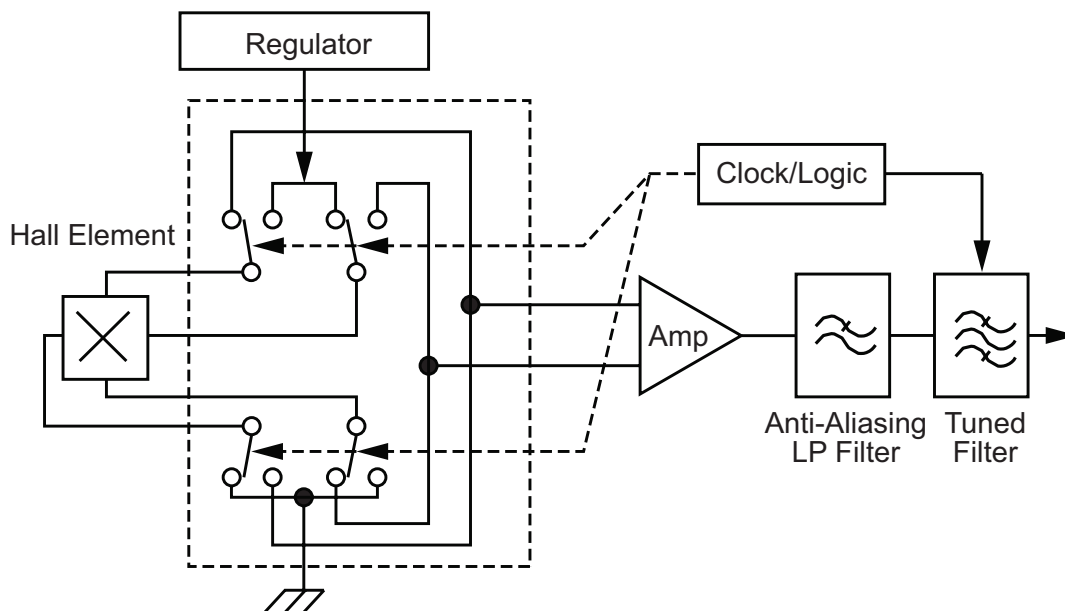 Regulator
Clock/Logic
Hall Element
Amp
Anti-Aliasing
LP Filter
Tuned
Filter